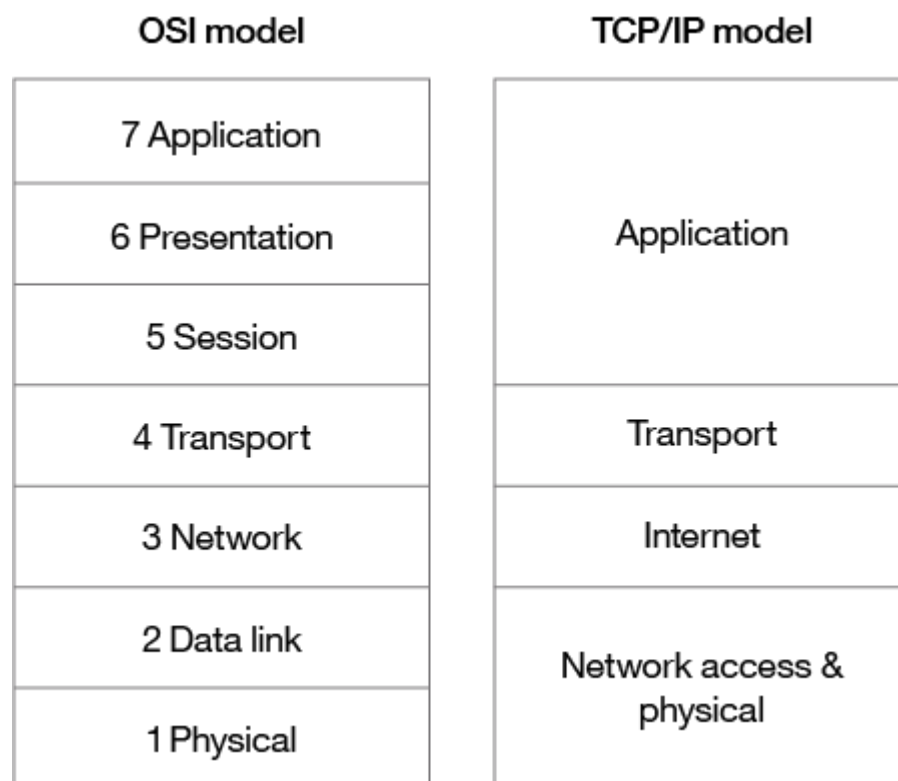 OSI model
7 Application
6 Presentation
5 Session
4 Transport
3 Network
2 Data link
1 Physical
TCP/IP model
Application
Transport
Internet
Network access &
physical